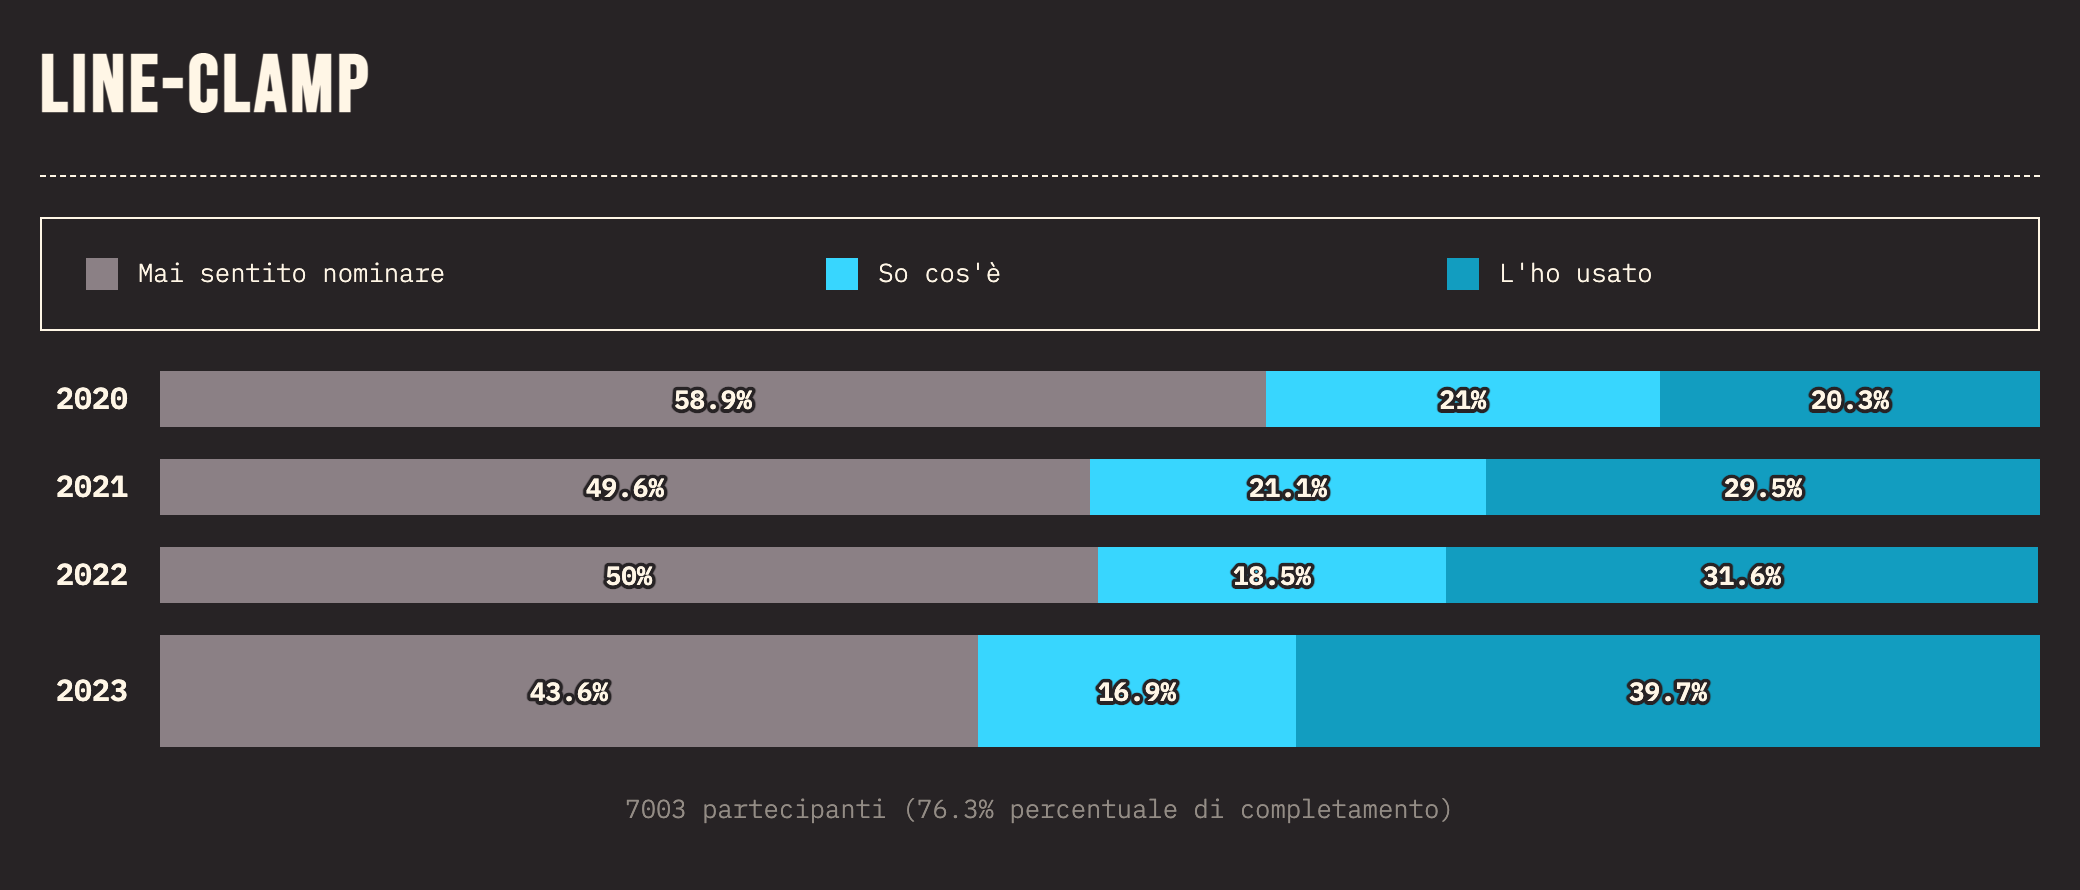 LINE-CLAMP
Mai sentito nominare So cos'è L'ho usato
2020 58.9% 21% 20.3%
2021 49.6% 21.1% 29.5%
2022 50% 18.5% 31.6%
2023 43.6% 16.9% 39.7%
7003 partecipanti (76.3% percentuale di completamento)